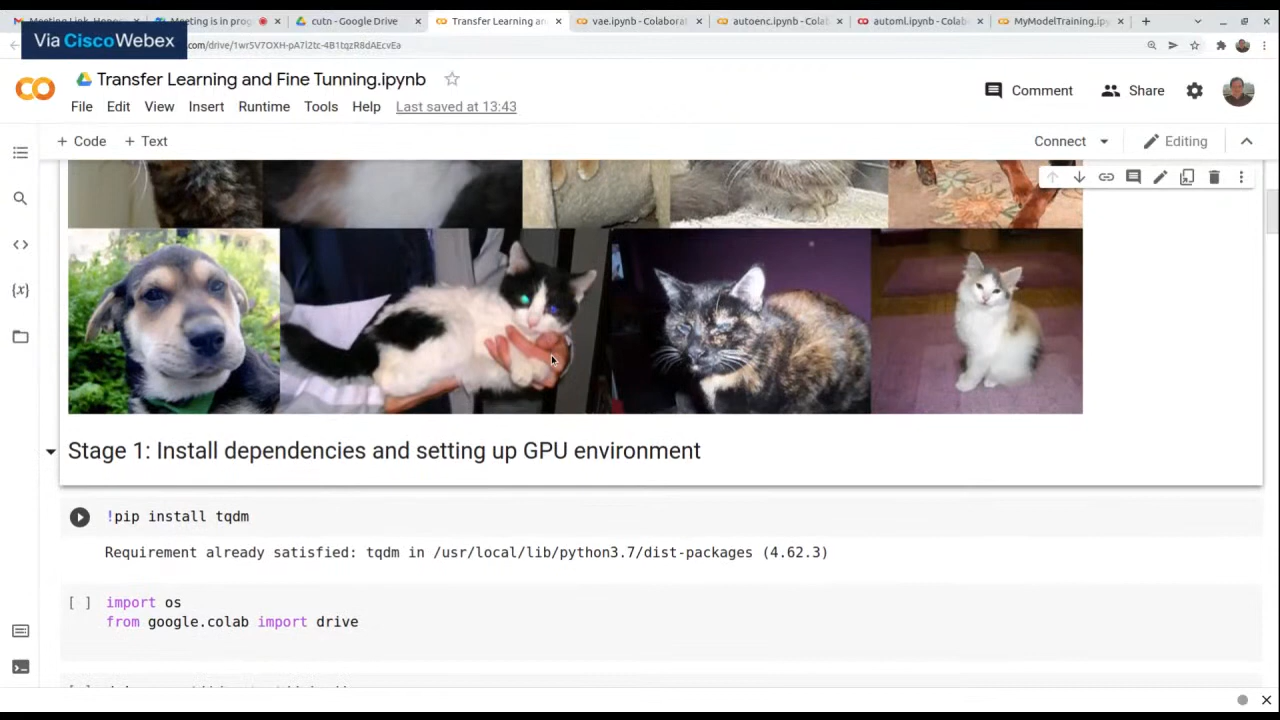 Meeting is in prog
cutn - Google Drive
Transfer Learning an
vae.ipynb - Colaborat
autoenc.ipynb - Colab
automl.ipynb - Colab
MyModelTraining.ipy
Via CiscoWebex
Transfer Learning and Fine Tunning.ipynb
Comment
Share
File Edit View Insert Runtime Tools Help Last saved at 13:43
+ Code + Text
Connect
Editing
Stage 1: Install dependencies and setting up GPU environment
!pip install tqdm
Requirement already satisfied: tqdm in /usr/local/lib/python3.7/dist-packages (4.62.3)
[ ] import os
from google.colab import drive